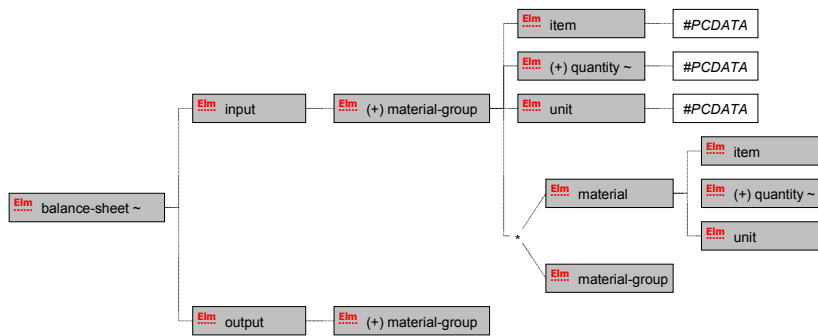 Elm item #PCDATA
Elm (+) quantity ~ #PCDATA
Elm input Elm (+) material-group Elm unit #PCDATA
Elm item
Elm material Elm (+) quantity ~
Elm balance-sheet ~
* Elm unit
Elm material-group
Elm output Elm (+) material-group